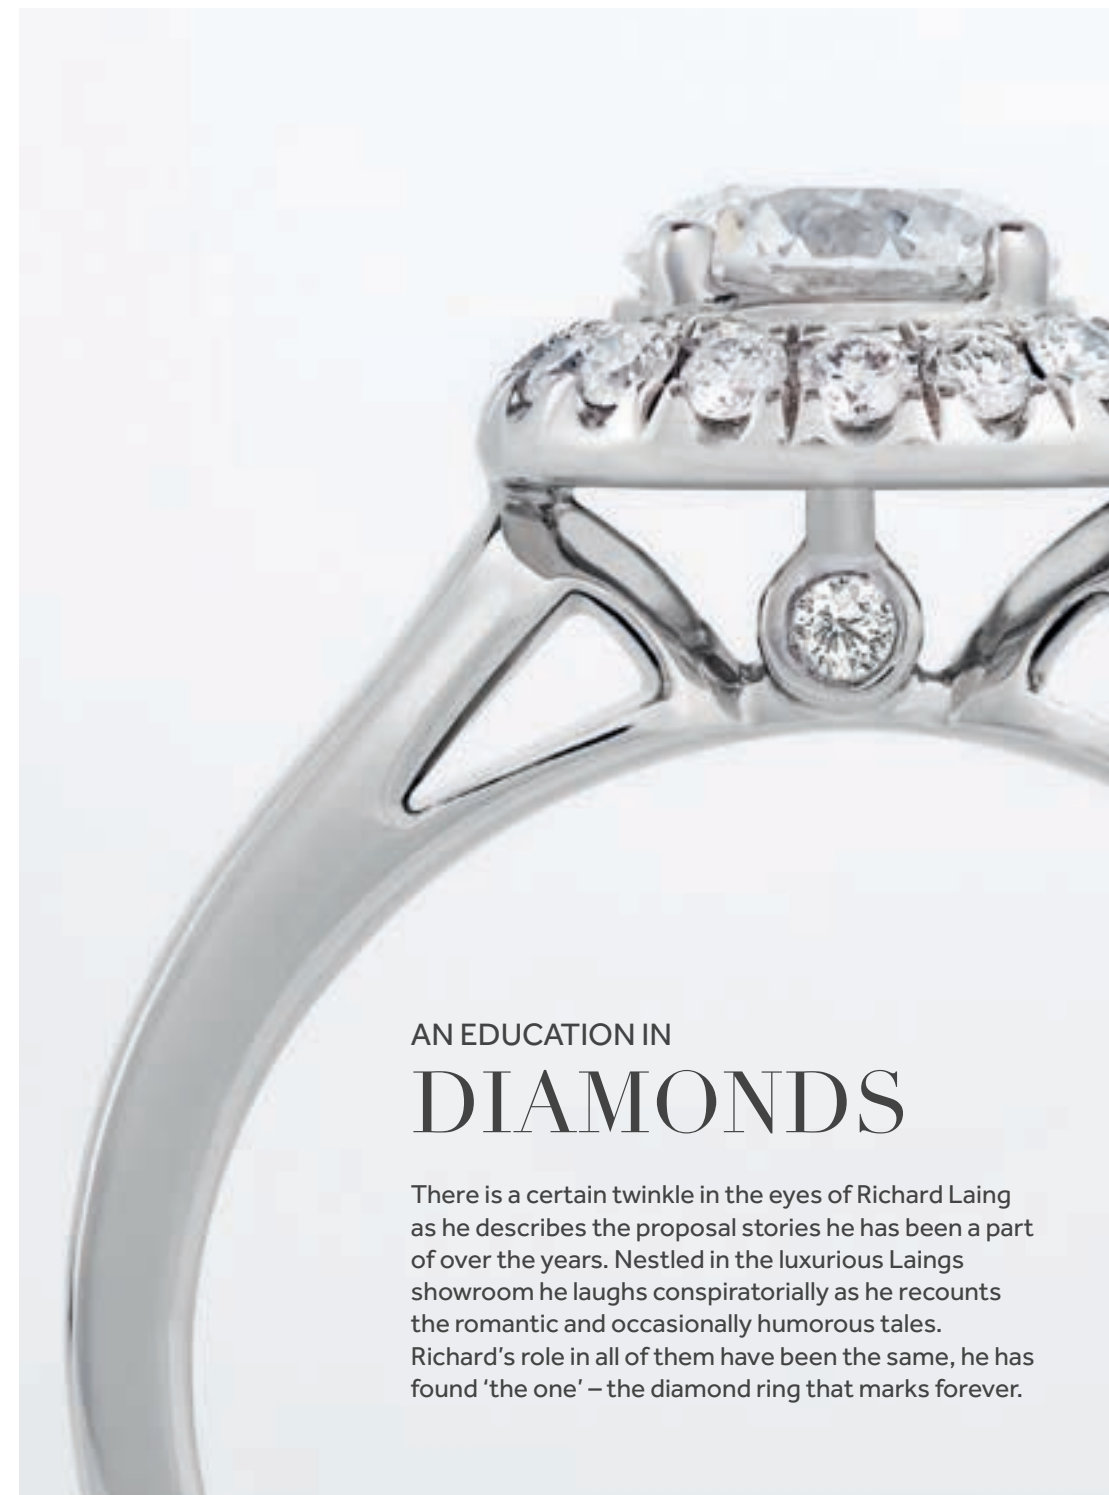 AN EDUCATION IN
DIAMONDS
There is a certain twinkle in the eyes of Richard Laing
as he describes the proposal stories he has been a part
of over the years. Nestled in the luxurious Laings
showroom he laughs conspiratorially as he recounts
the romantic and occasionally humorous tales.
Richard’s role in all of them have been the same, he has
found ‘the one’ – the diamond ring that marks forever.